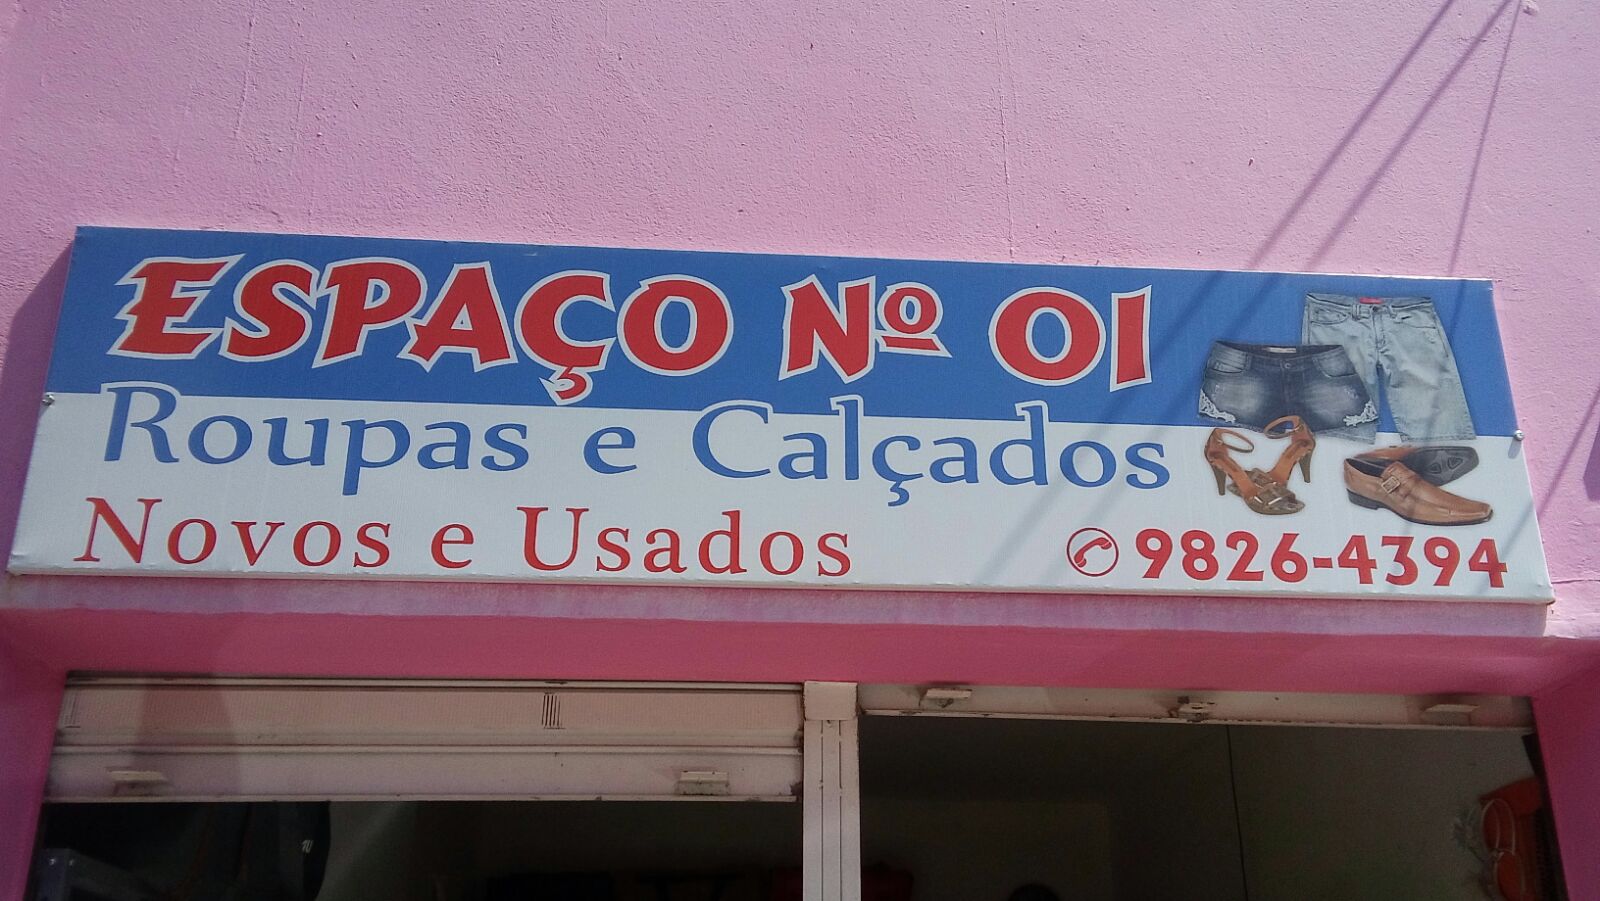 ESPAÇO Nº 01
Roupas e Calçados
Novos e Usados
9826-4394